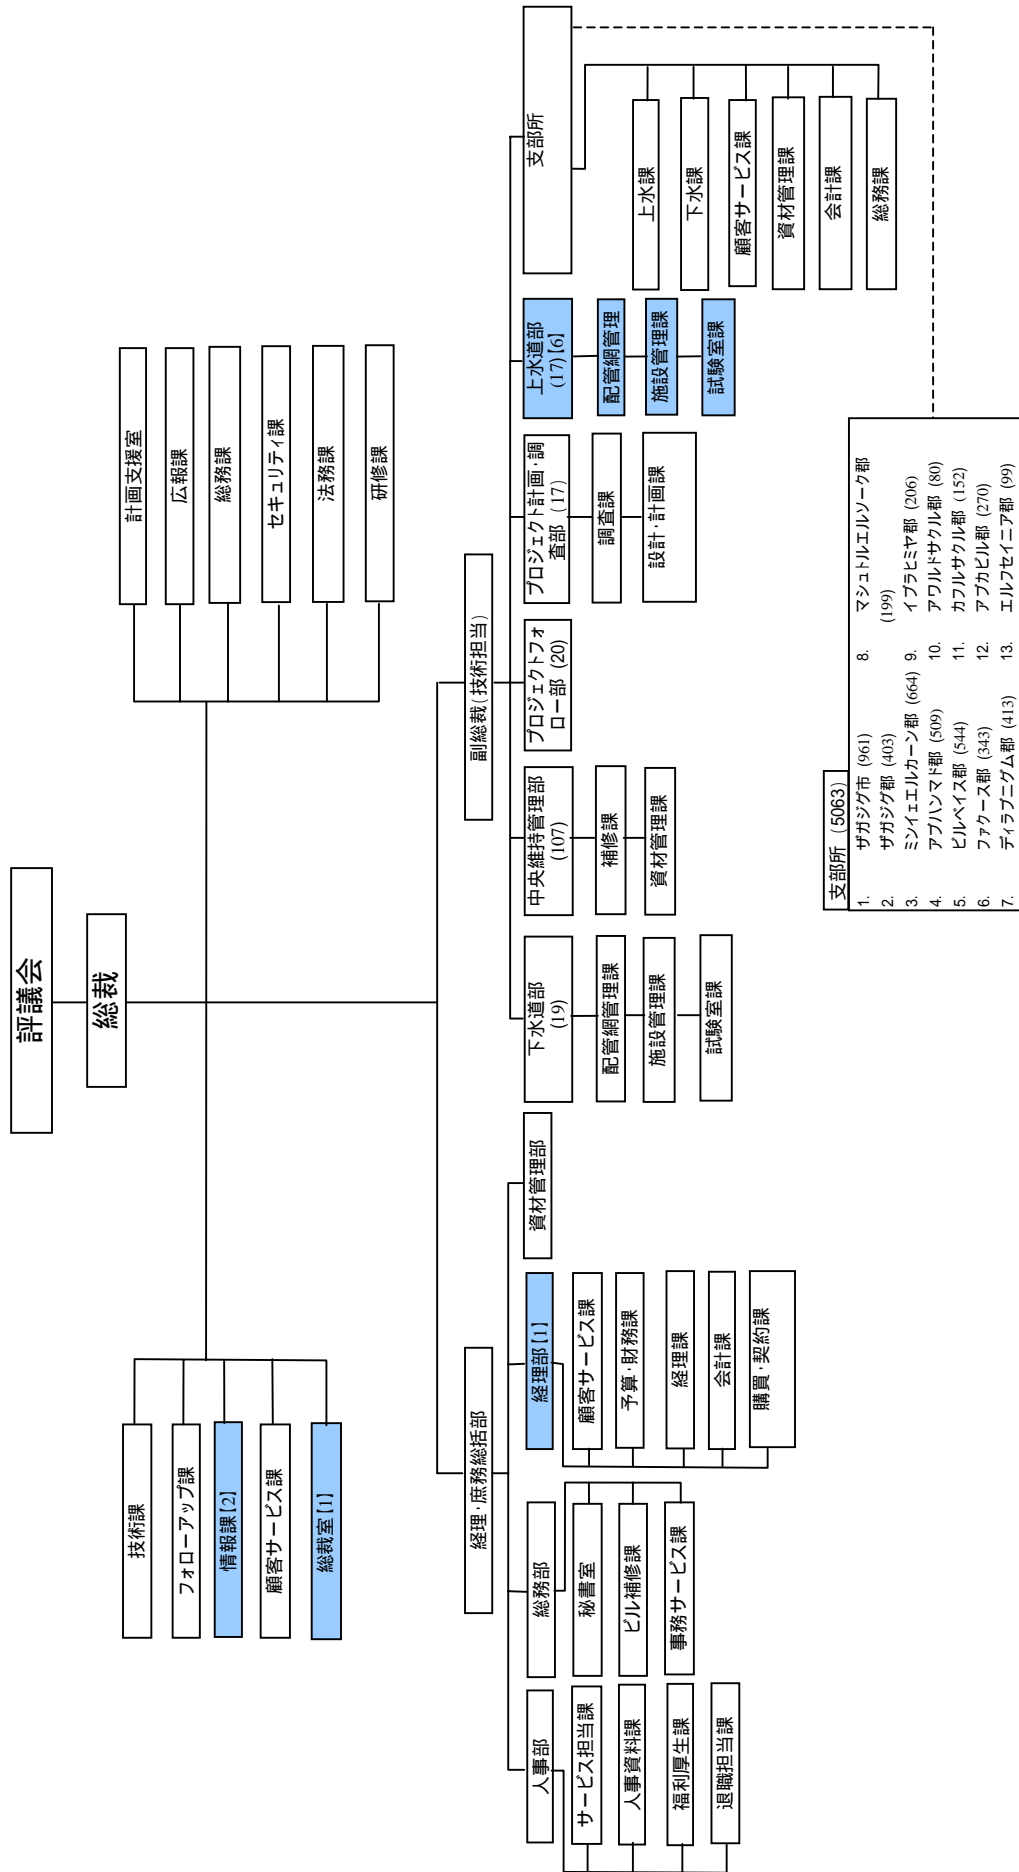 評議会
総裁
技術課
フォローアップ課
情報課【2】
顧客サービス課
総裁室【1】
計画支援室
広報課
総務課
セキュリティ課
法務課
研修課
経理・庶務総括部
副総裁(技術担当)
人事部
サービス担当課
人事資料課
福利厚生課
退職担当課
総務部
秘書室
ビル補修課
事務サービス課
経理部【1】
顧客サービス課
予算・財務課
経理課
会計課
購買・契約課
資材管理部
下水道部
(19)
配管網管理課
施設管理課
試験室課
中央維持管理部
(107)
補修課
資材管理課
プロジェクトフォ
ロー部 (20)
プロジェクト計画・調
査部 (17)
調査課
設計・計画課
上水道部
(17)【6】
配管網管理
施設管理課
試験室課
支部所
上水課
下水課
顧客サービス課
資材管理課
会計課
総務課
支部所 (5063)
1. ザガジグ市 (961)
2. ザガジグ郡 (403)
3. ミンイェエルカーン郡 (664)
4. アブハンマド郡 (509)
5. ビルベイス郡 (544)
6. ファクース郡 (343)
7. ディラブニグム郡 (413)
8. マシュトルエルソーク郡
(199)
9. イブラヒミヤ郡 (206)
10. アワルドサクル郡 (80)
11. カフルサクル郡 (152)
12. アブカビル郡 (270)
13. エルフセイニア郡 (99)